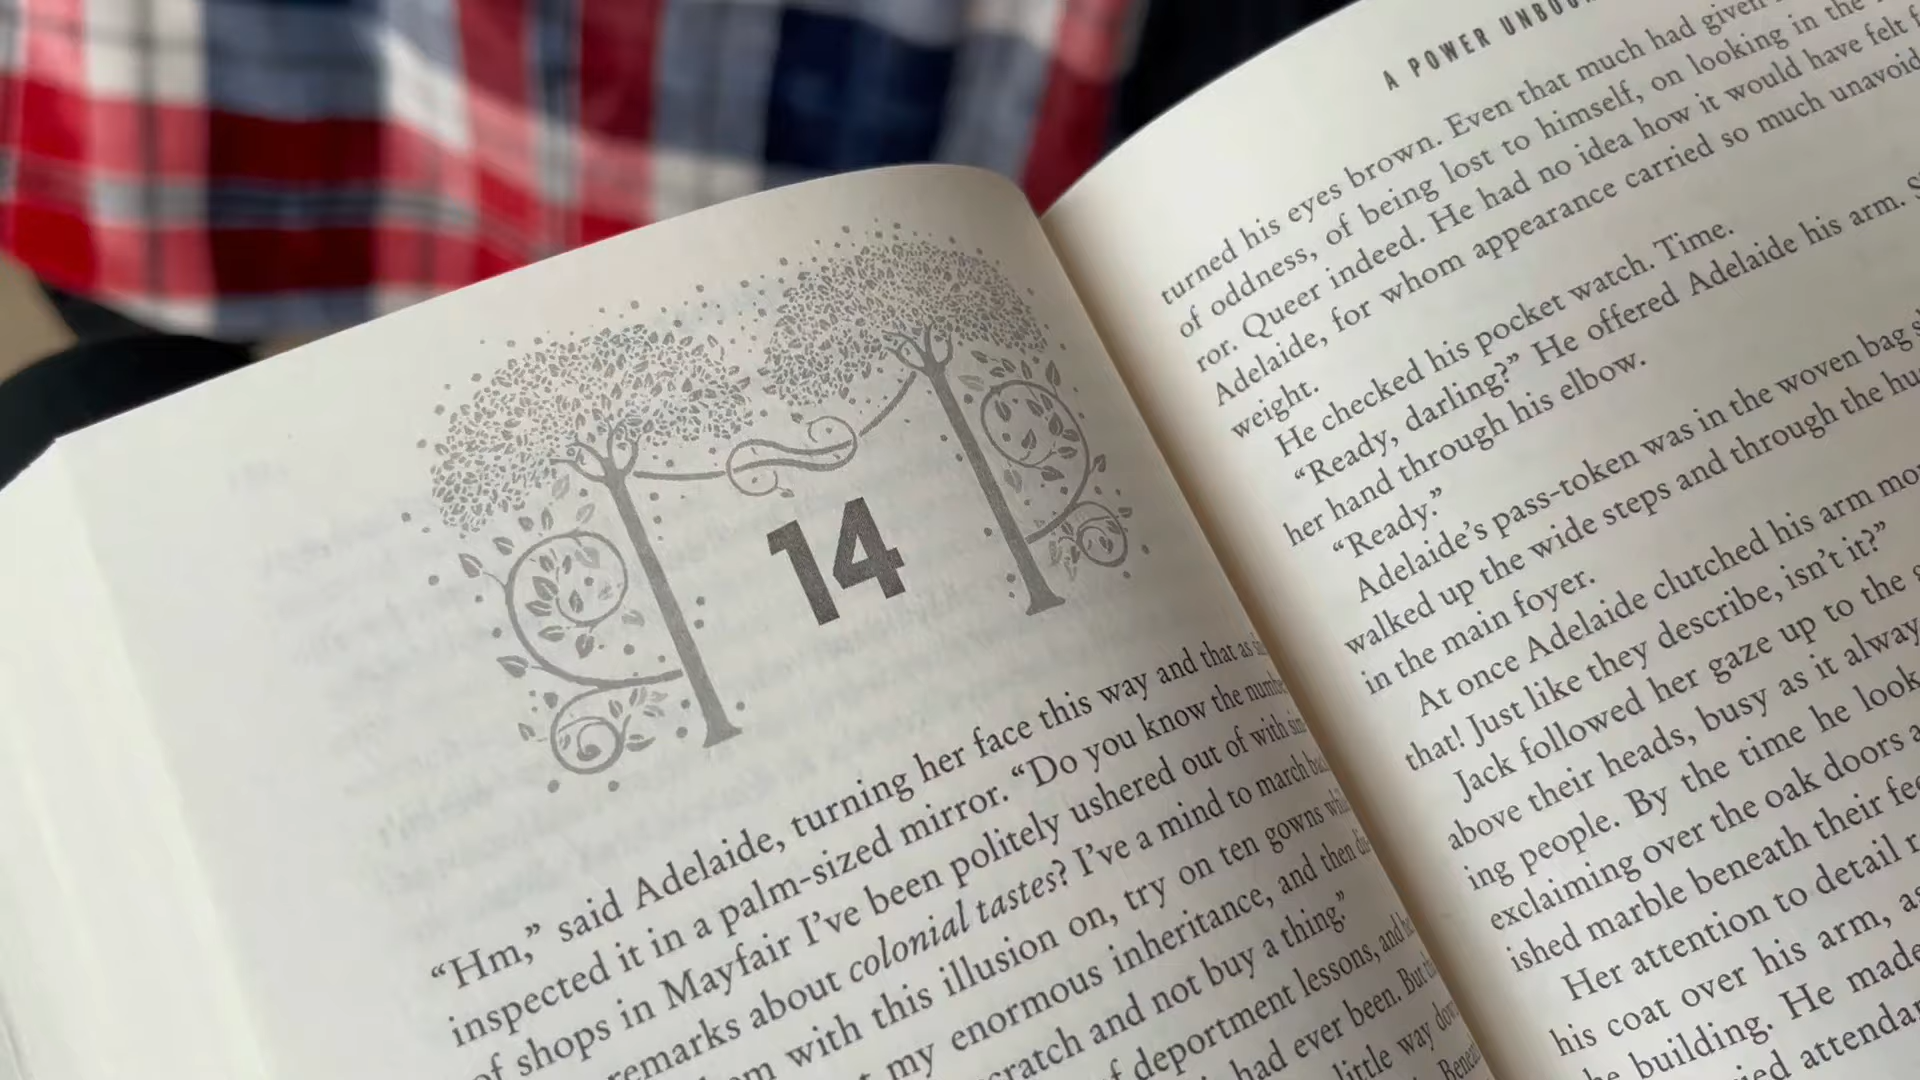 14
“Hm,” said Adelaide, turning her face this way and that as
inspected it in a palm-sized mirror. “Do you know the number
of shops in Mayfair I’ve been politely ushered out of with
remarks about colonial tastes? I’ve a mind to march
with this illusion on, try on ten gowns
my enormous inheritance, and then
scratch and not buy a thing.”
deportment lessons, and
had ever been. But
little way
A POWER
turned his eyes brown. Even that much had given
of oddness, of being lost to himself, on looking in the
ror. Queer indeed. He had no idea how it would have felt
Adelaide, for whom appearance carried so much
weight.
He checked his pocket watch. Time.
“Ready, darling?” He offered Adelaide his arm.
her hand through his elbow.
“Ready.”
Adelaide’s pass-token was in the woven bag
walked up the wide steps and through the
in the main foyer.
At once Adelaide clutched his arm
that! Just like they describe, isn’t it?”
Jack followed her gaze up to the
above their heads, busy as it always
ing people. By the time he
exclaiming over the oak doors
ished marble beneath their
Her attention to detail
his coat over his arm,
building. He made